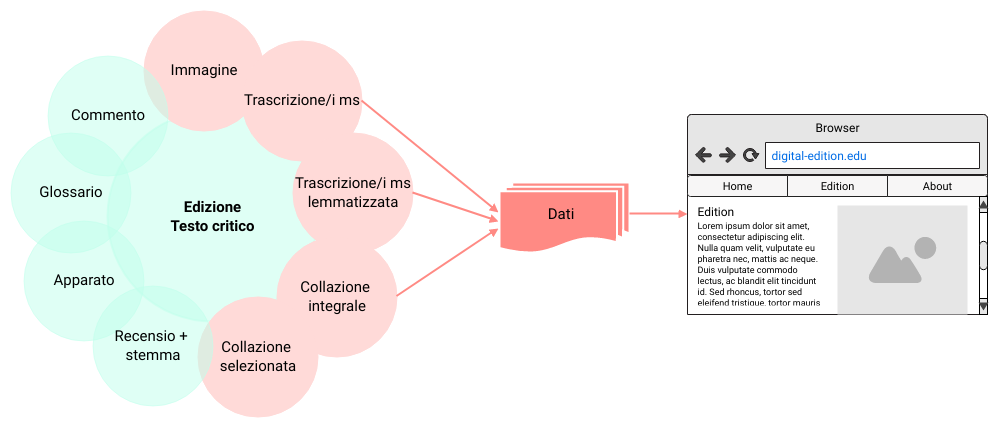 Immagine
Trascrizione/i ms
Commento
Trascrizione/i ms
lemmatizzata
Glossario
Edizione
Testo critico
Apparato
Collazione
integrale
Recensio +
stemma
Collazione
selezionata
Dati
Browser
digital-edition.edu
Home
Edition
About
Edition
Lorem ipsum dolor sit amet,
consectetur adipiscing elit.
Nulla quam velit, vulputate eu
pharetra nec, mattis ac neque.
Duis vulputate commodo
lectus, ac blandit elit tincidunt
id. Sed rhoncus, tortor sed
eleifend tristique, tortor mauris